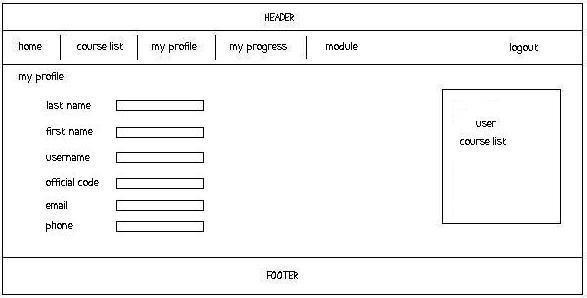 HEADER
home course list my profile my progress module logout
my profile
last name
first name
username
official code
email
phone
user
course list
FOOTER